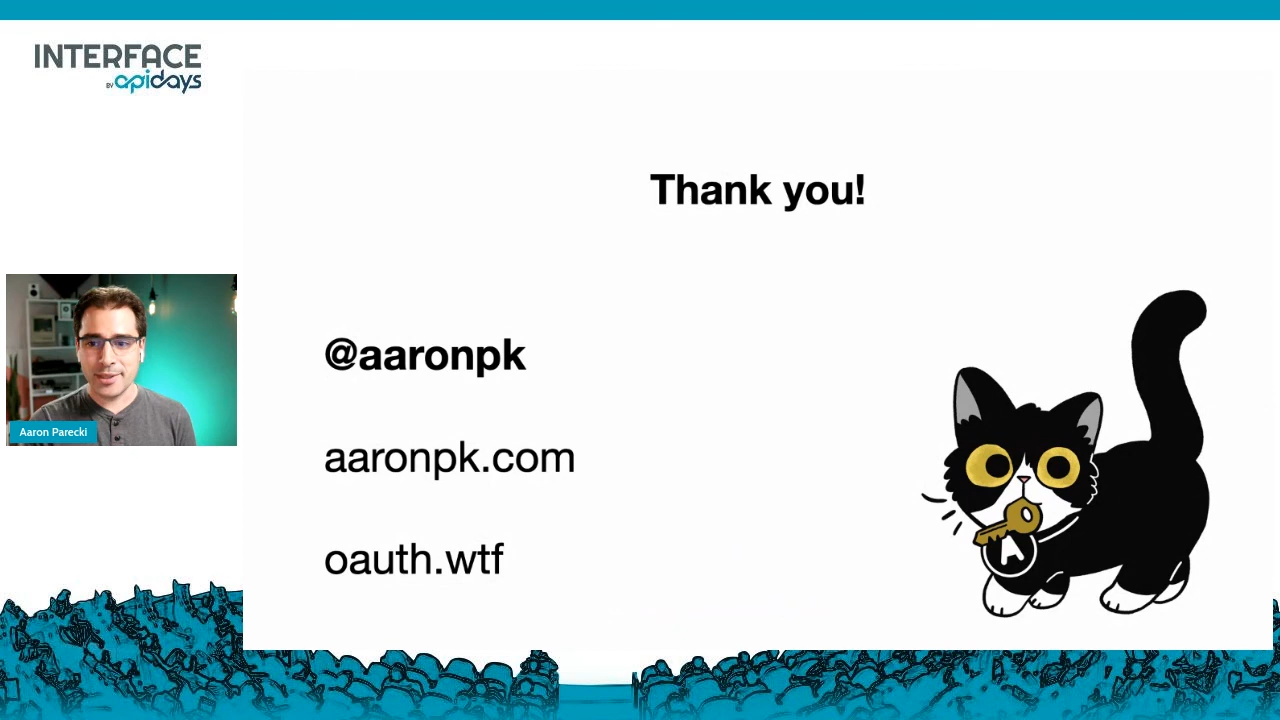 INTERFACE
BY apidays
Thank you!
@aaronpk
aaronpk.com
oauth.wtf
A
Aaron Parecki